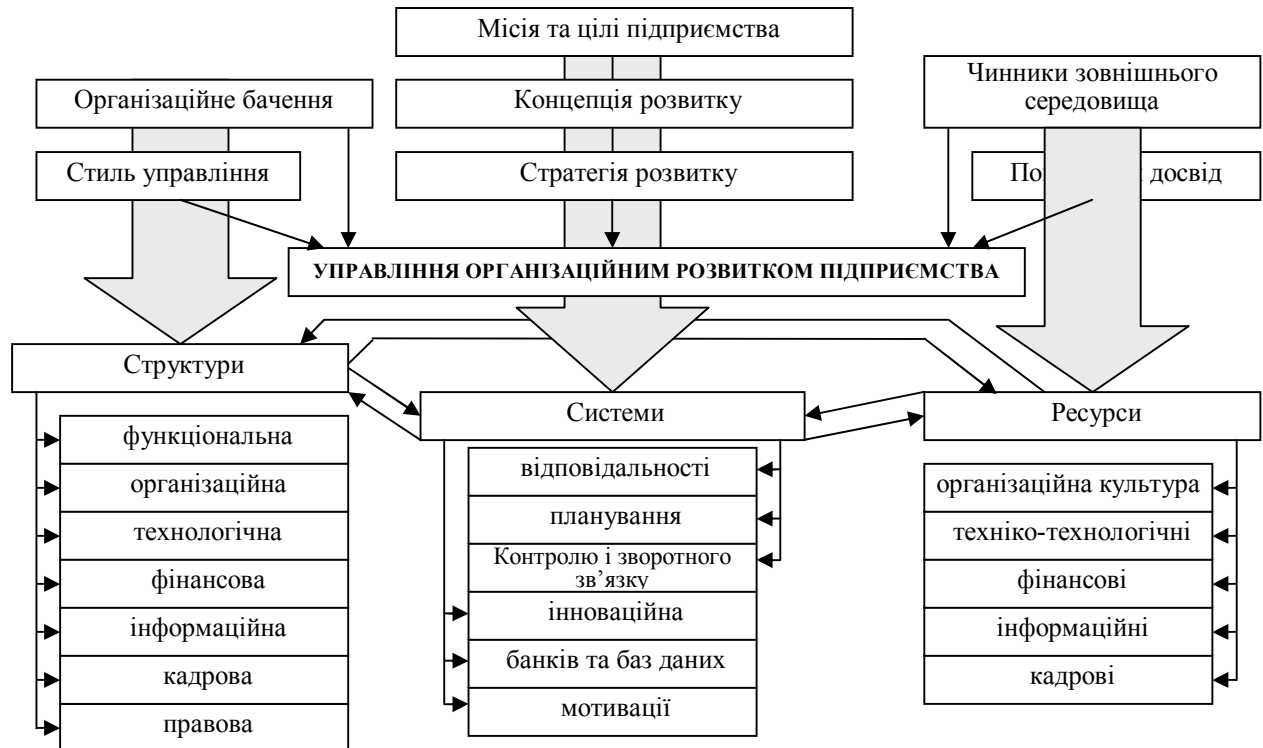 Місія та цілі підприємства
Організаційне бачення
Концепція розвитку
Чинники зовнішнього
середовища
Стиль управління
Стратегія розвитку
досвід
УПРАВЛІННЯ ОРГАНІЗАЦІЙНИМ РОЗВИТКОМ ПІДПРИЄМСТВА
Структури
функціональна
організаційна
технологічна
фінансова
інформаційна
кадрова
правова
Системи
відповідальності
планування
Контролю і зворотного
зв’язку
інноваційна
банків та баз даних
мотивації
Ресурси
організаційна культура
техніко-технологічні
фінансові
інформаційні
кадрові